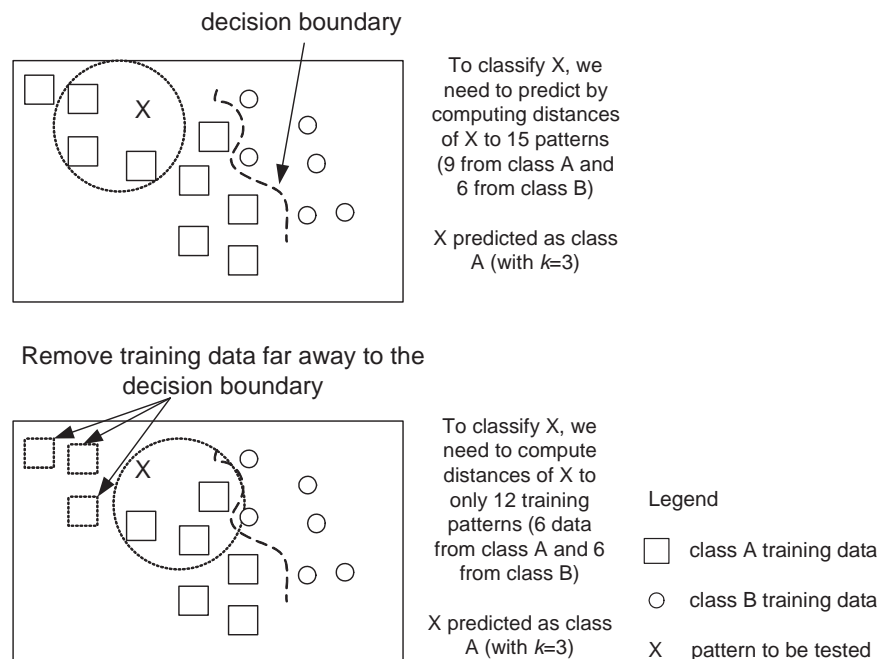 decision boundary
X
To classify X, we
need to predict by
computing distances
of X to 15 patterns
(9 from class A and
6 from class B)
X predicted as class
A (with k=3)
Remove training data far away to the
decision boundary
X
To classify X, we
need to compute
distances of X to
only 12 training
patterns (6 data
from class A and 6
from class B)
X predicted as class
A (with k=3)
Legend
class A training data
class B training data
X pattern to be tested